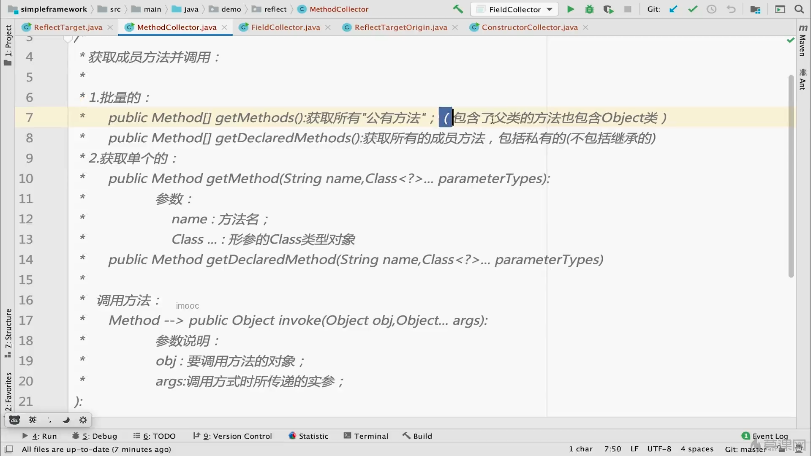 simpleframework
src
main
java
demo
reflect
MethodCollector
FieldCollector
Git:
ReflectTarget.java
MethodCollector.java
FieldCollector.java
ReflectTargetOrigin.java
ConstructorCollector.java
1: Project
7: Structure
2: Favorites
Maven
Ant
3 /
4 * 获取成员方法并调用：
5 *
6 * 1.批量的：
7 * public Method[] getMethods():获取所有"公有方法"；（包含了父类的方法也包含Object类）
8 * public Method[] getDeclaredMethods():获取所有的成员方法，包括私有的(不包括继承的)
9 * 2.获取单个的：
10 * public Method getMethod(String name,Class<?>... parameterTypes):
11 * 参数：
12 * name : 方法名；
13 * Class ... : 形参的Class类型对象
14 * public Method getDeclaredMethod(String name,Class<?>... parameterTypes)
15 *
16 * 调用方法：
imooc
17 * Method --> public Object invoke(Object obj,Object... args):
18 * 参数说明：
19 * obj : 要调用方法的对象；
20 * args:调用方式时所传递的实参；
21 ):
英
4: Run
5: Debug
6: TODO
9: Version Control
Statistic
Terminal
Build
1 Event Log
All files are up-to-date (7 minutes ago)
1 char
7:50
LF
UTF-8
4 spaces
Git: master
慕课网